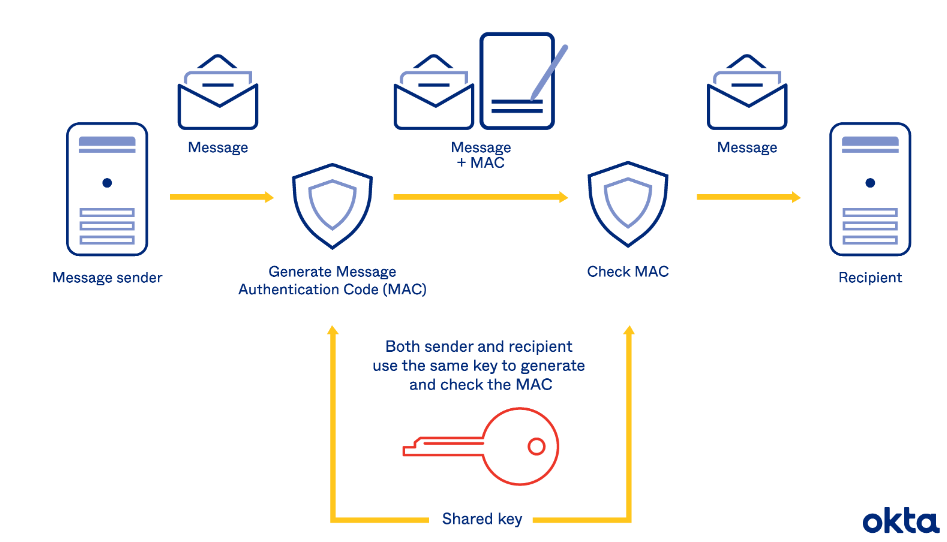 Message
Message
+ MAC
Message
Message sender
Generate Message
Authentication Code (MAC)
Check MAC
Recipient
Both sender and recipient
use the same key to generate
and check the MAC
Shared key
okta